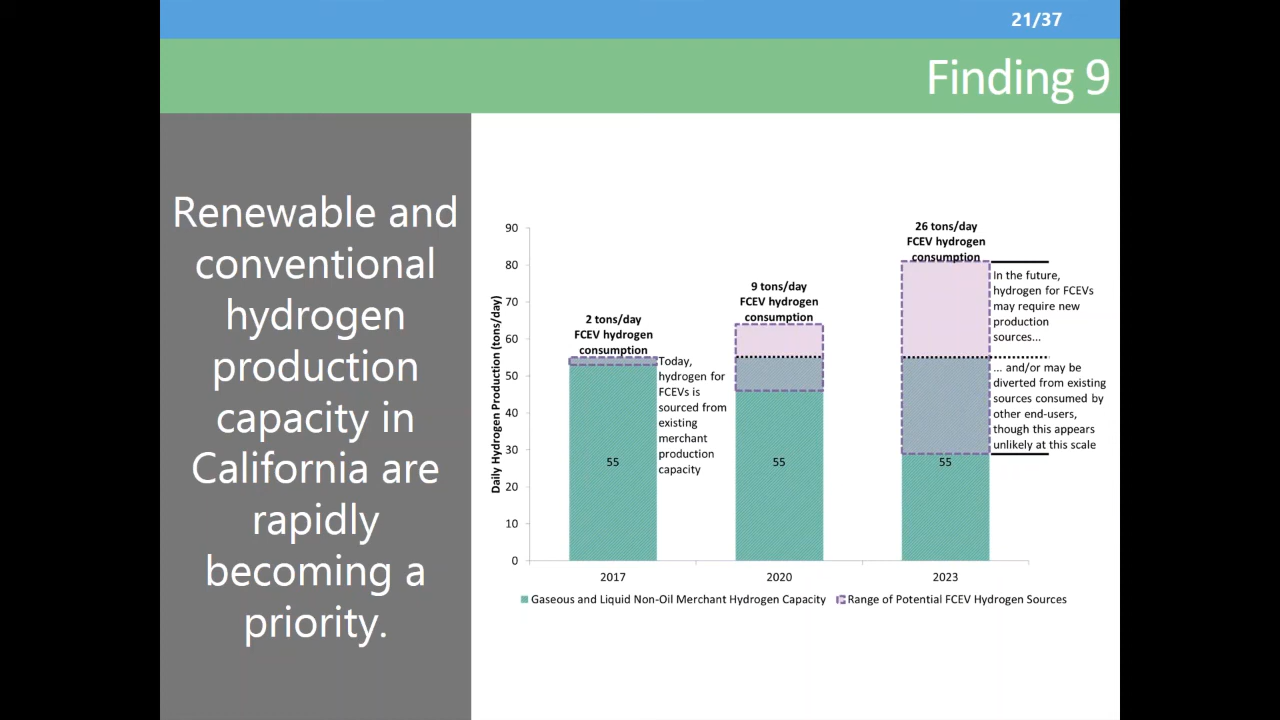 21/37
Finding 9
Renewable and
conventional
hydrogen
production
capacity in
California are
rapidly
becoming a
priority.
Daily Hydrogen Production (tons/day)
90
80
70
60
50
40
30
20
10
0
2 tons/day
FCEV hydrogen
consumption
Today,
hydrogen for
FCEVs is
sourced from
existing
merchant
production
capacity
55
9 tons/day
FCEV hydrogen
consumption
55
26 tons/day
FCEV hydrogen
consumption
In the future,
hydrogen for FCEVs
may require new
production
sources...
... and/or may be
diverted from existing
sources consumed by
other end-users,
though this appears
unlikely at this scale
55
2017
2020
2023
Gaseous and Liquid Non-Oil Merchant Hydrogen Capacity
Range of Potential FCEV Hydrogen Sources